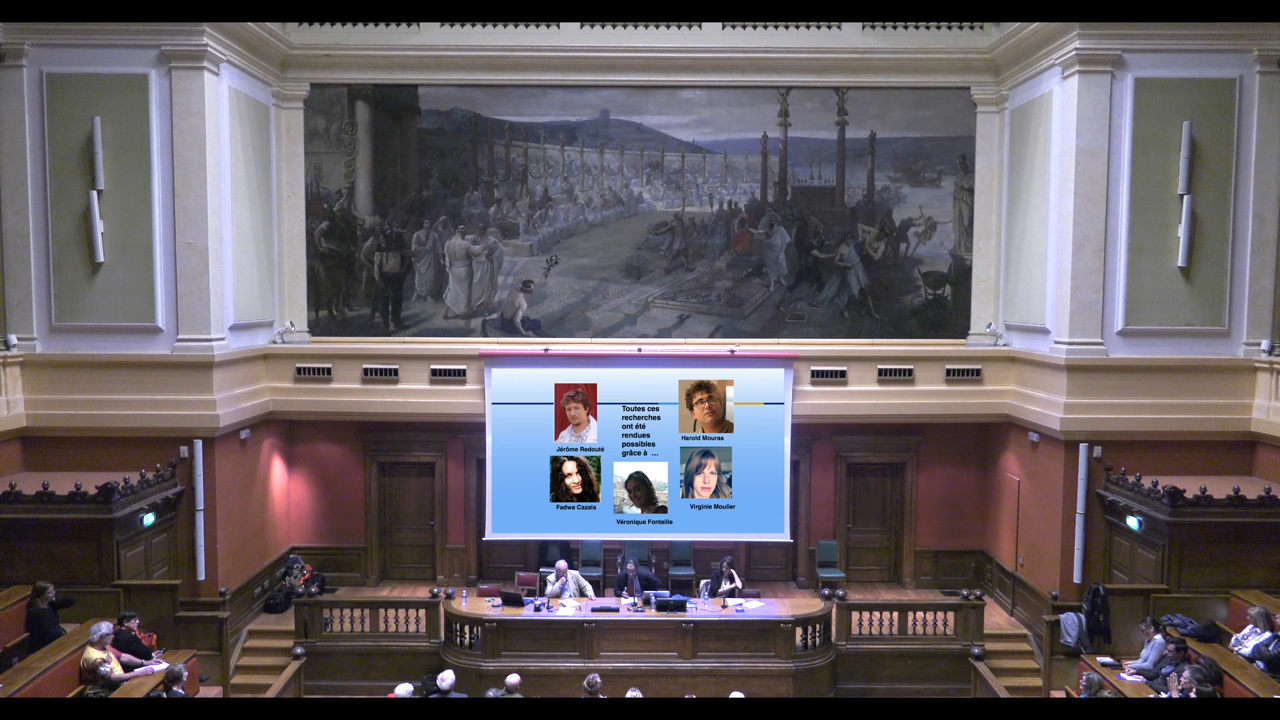 Toutes ces
recherches
ont été
rendues
possibles
grâce à ...
Jérôme Redouté
Harold Mouras
Fadwa Cazala
Véronique Fonteille
Virginie Moulier